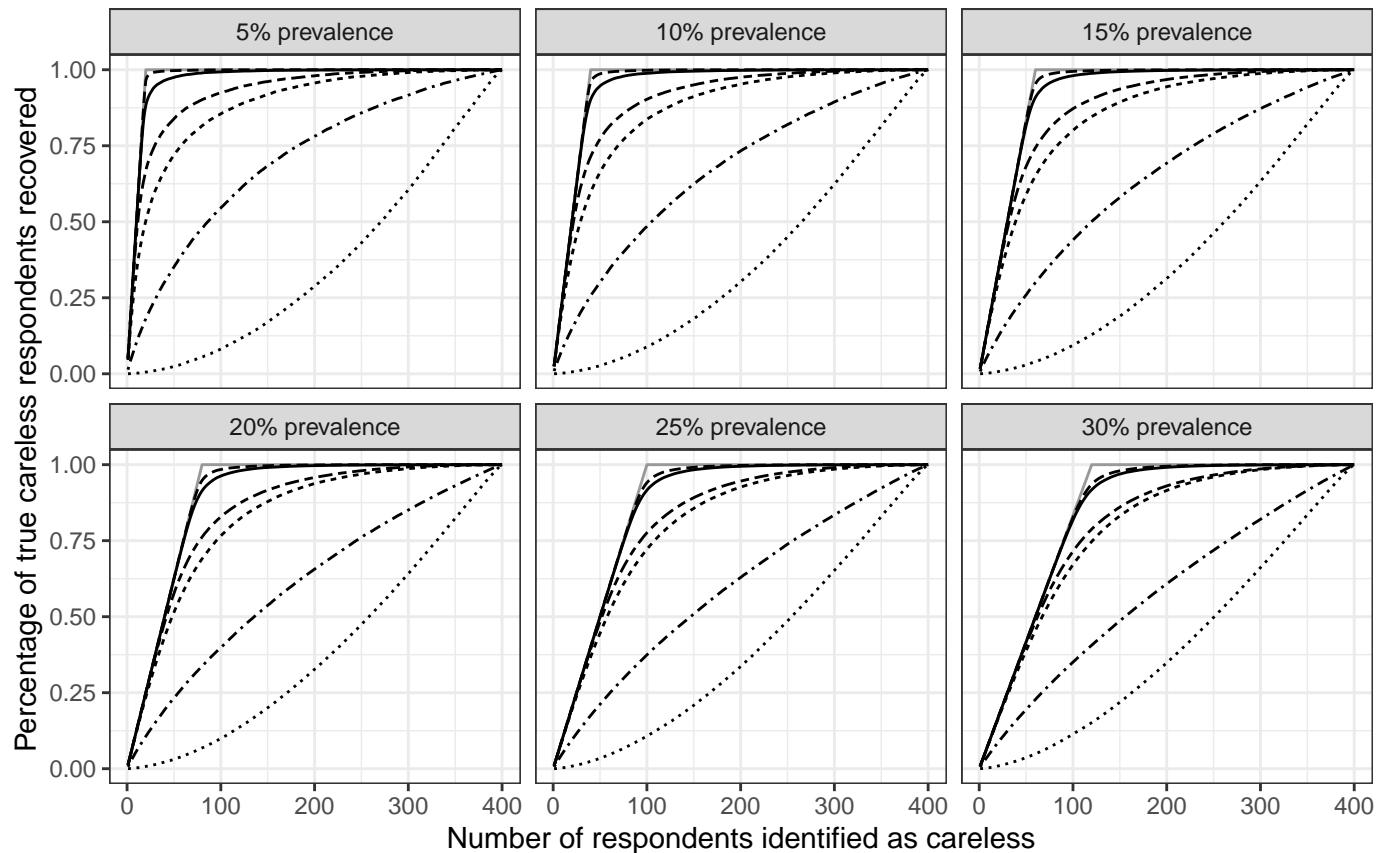 5% prevalence
10% prevalence
15% prevalence
1.00
0.75
0.50
0.25
0.00
20% prevalence
25% prevalence
30% prevalence
1.00
0.75
0.50
0.25
0.00
0 100 200 300 400
0 100 200 300 400
0 100 200 300 400
Number of respondents identified as careless
Percentage of true careless respondents recovered